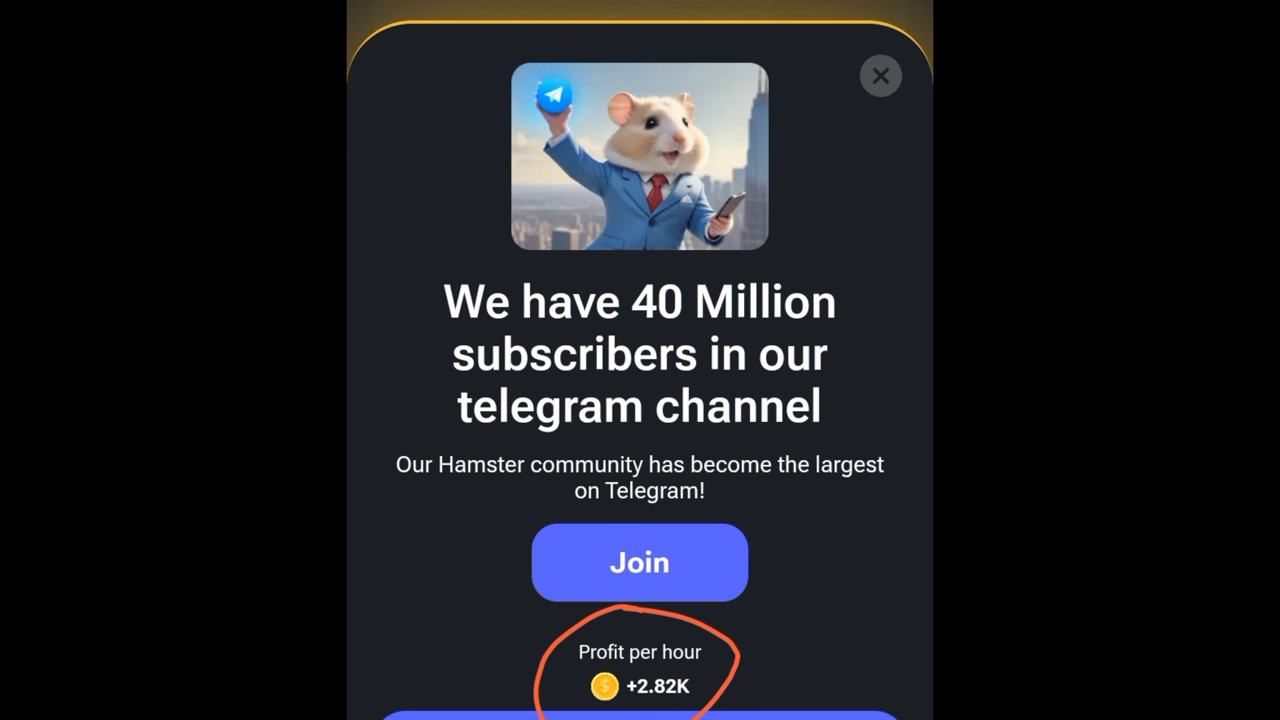 We have 40 Million
subscribers in our
telegram channel
Our Hamster community has become the largest
on Telegram!
Join
Profit per hour
+2.82K